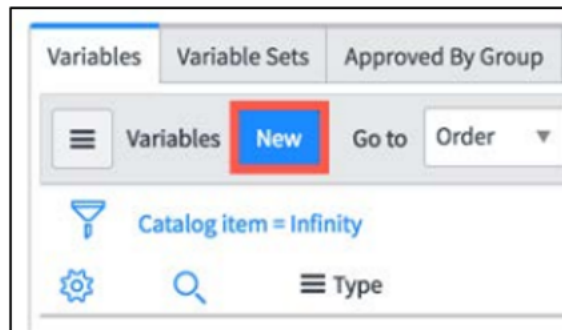 Variables Variable Sets Approved By Group
Variables New Go to Order
Catalog item = Infinity
Type